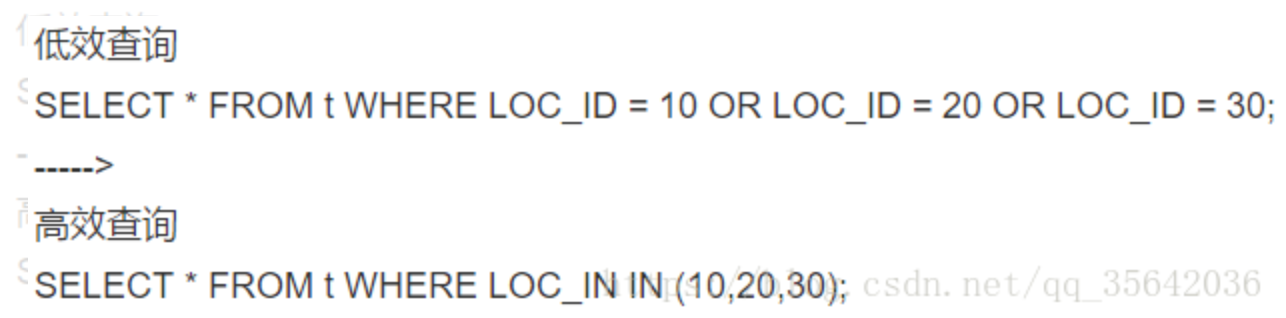 低效查询
SELECT * FROM t WHERE LOC_ID = 10 OR LOC_ID = 20 OR LOC_ID = 30;
----->
高效查询
SELECT * FROM t WHERE LOC_IN IN (10,20,30);
https://blog.csdn.net/qq_35642036